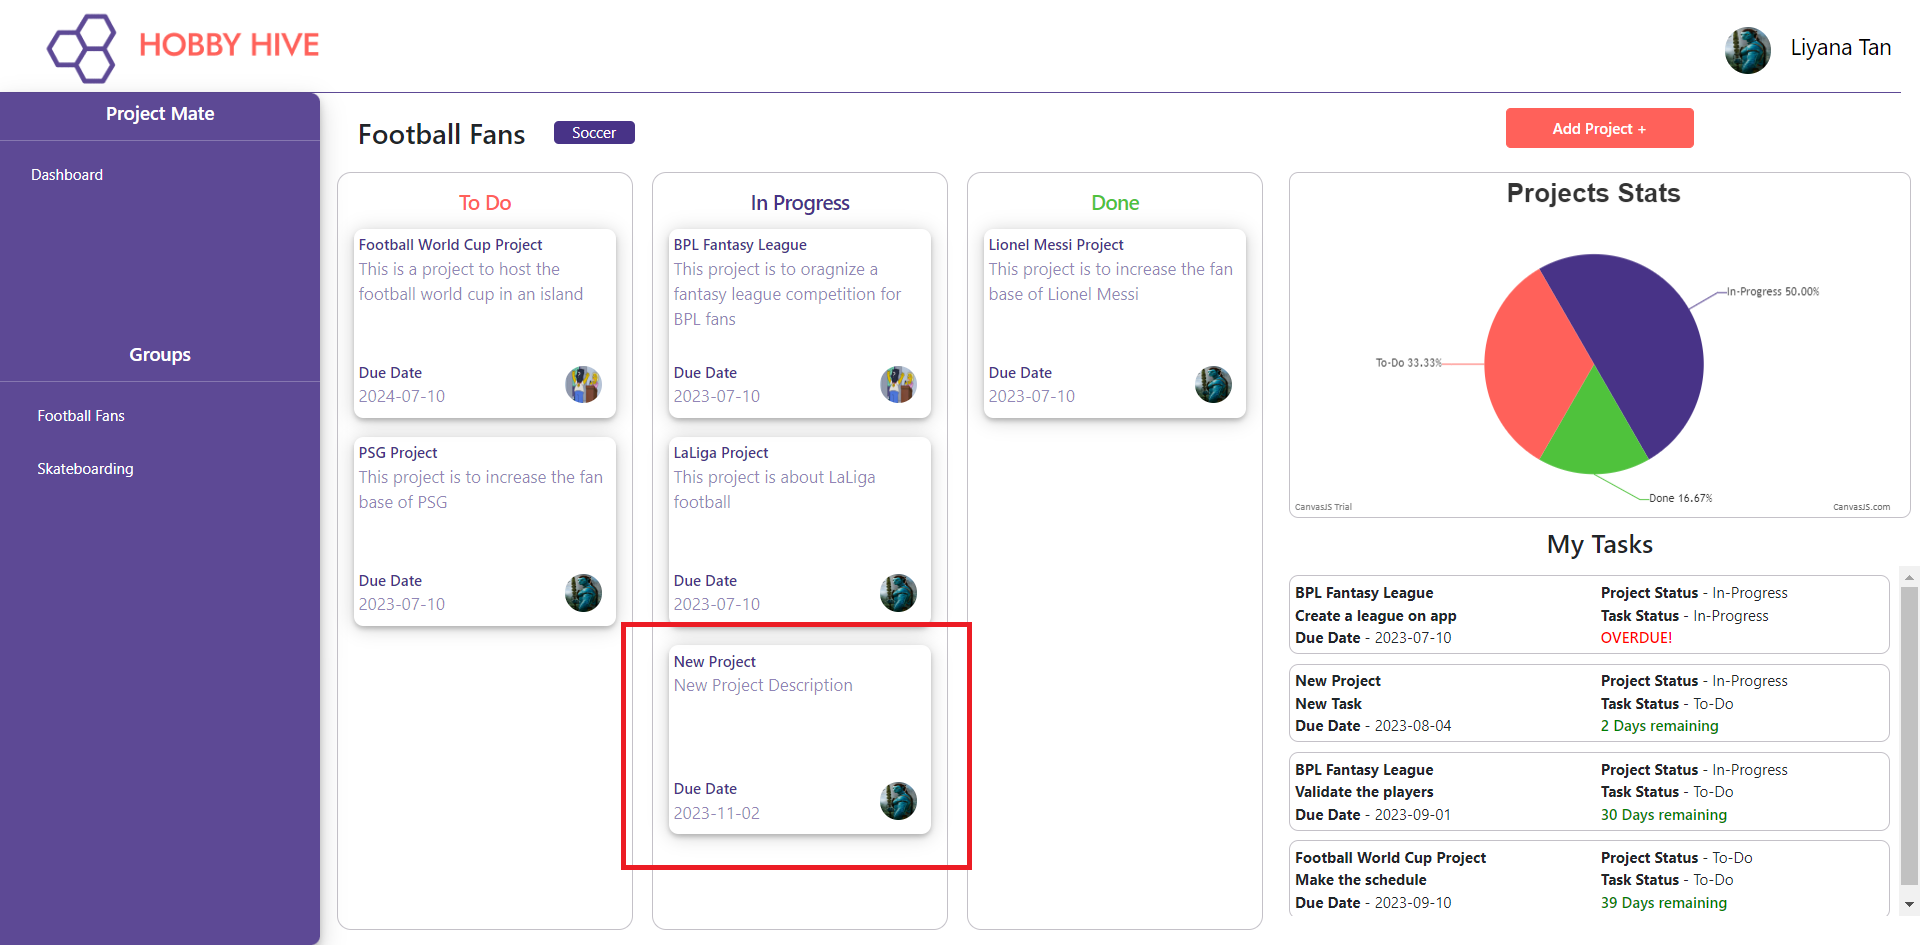 HOBBY HIVE
Liyana Tan
Project Mate
Dashboard
Groups
Football Fans
Skateboarding
Football Fans
Soccer
Add Project +
To Do
Football World Cup Project
This is a project to host the
football world cup in an island
Due Date
2024-07-10
PSG Project
This project is to increase the fan
base of PSG
Due Date
2023-07-10
In Progress
BPL Fantasy League
This project is to oragnize a
fantasy league competition for
BPL fans
Due Date
2023-07-10
LaLiga Project
This project is about LaLiga
football
Due Date
2023-07-10
New Project
New Project Description
Due Date
2023-11-02
Done
Lionel Messi Project
This project is to increase the fan
base of Lionel Messi
Due Date
2023-07-10
Projects Stats
In-Progress 50.00%
To-Do 33.33%
Done 16.67%
CanvasJS Trial
CanvasJS.com
My Tasks
BPL Fantasy League
Project Status - In-Progress
Create a league on app
Task Status - In-Progress
Due Date - 2023-07-10
OVERDUE!
New Project
Project Status - In-Progress
New Task
Task Status - To-Do
Due Date - 2023-08-04
2 Days remaining
BPL Fantasy League
Project Status - In-Progress
Validate the players
Task Status - To-Do
Due Date - 2023-09-01
30 Days remaining
Football World Cup Project
Project Status - To-Do
Make the schedule
Task Status - To-Do
Due Date - 2023-09-10
39 Days remaining